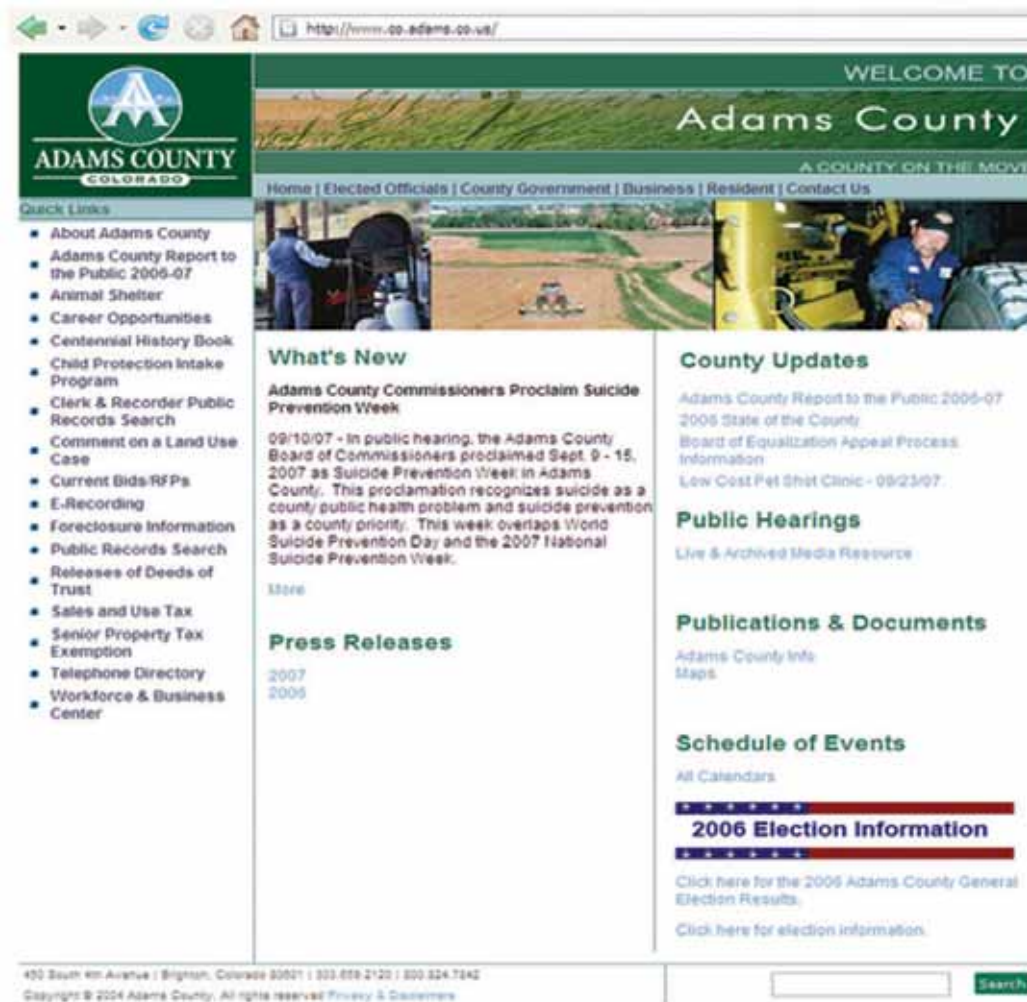 http://www.co.adams.co.us/
WELCOME TO
Adams County
A COUNTY ON THE MOVE
ADAMS COUNTY
COLORADO
Home | Elected Officials | County Government | Business | Resident | Contact Us
Quick Links
About Adams County
Adams County Report to
the Public 2006-07
Animal Shelter
Career Opportunities
Centennial History Book
Child Protection Intake
Program
Clerk & Recorder Public
Records Search
Comment on a Land Use
Case
Current Bids/RFPs
E-Recording
Foreclosure Information
Public Records Search
Releases of Deeds of
Trust
Sales and Use Tax
Senior Property Tax
Exemption
Telephone Directory
Workforce & Business
Center
What's New
Adams County Commissioners Proclaim Suicide
Prevention Week
09/10/07 - In public hearing, the Adams County
Board of Commissioners proclaimed Sept. 9 - 15,
2007 as Suicide Prevention Week in Adams
County. This proclamation recognizes suicide as a
county public health problem and suicide prevention
as a county priority. This week overlaps World
Suicide Prevention Day and the 2007 National
Suicide Prevention Week.
More
Press Releases
2007
2006
County Updates
Adams County Report to the Public 2006-07
2006 State of the County
Board of Equalization Appeal Process
Information
Low Cost Pet Shot Clinic - 09/23/07
Public Hearings
Live & Archived Media Resource
Publications & Documents
Adams County Info
Maps
Schedule of Events
All Calendars
2006 Election Information
Click here for the 2006 Adams County General
Election Results.
Click here for election information.
450 South 4th Avenue | Brighton, Colorado 80601 | 303.659.2120 | 800.824.7842
Copyright © 2004 Adams County. All rights reserved Privacy & Disclaimers
Search